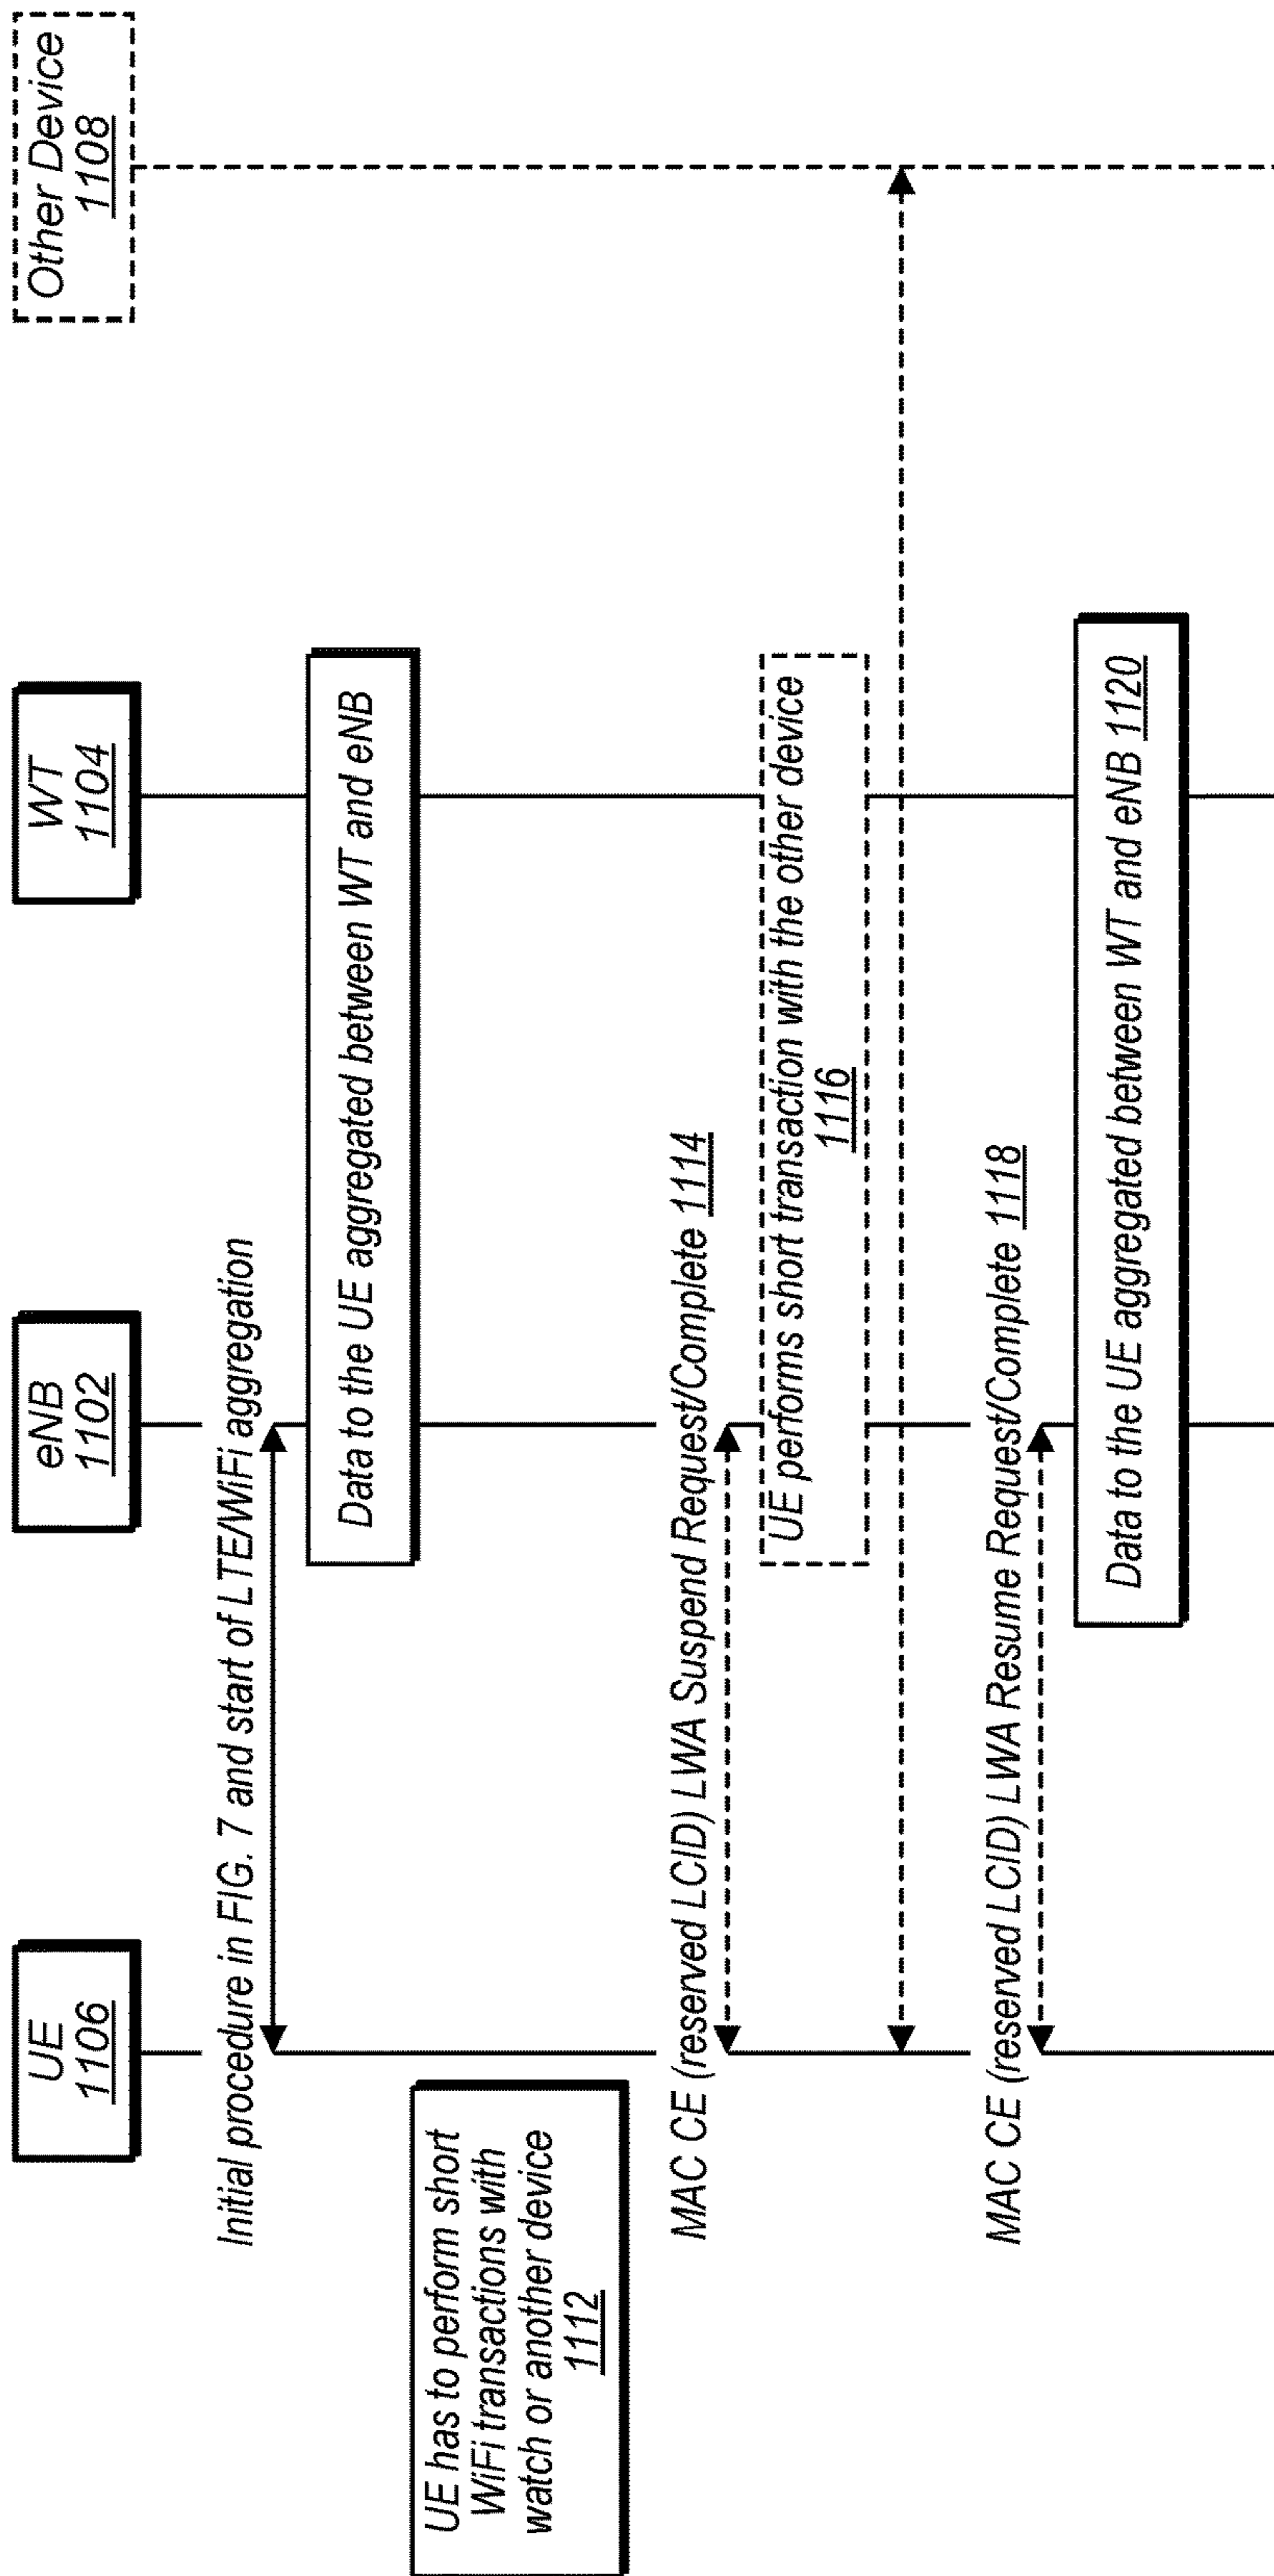 UE
1106
eNB
1102
WT
1104
Other Device
1108
Initial procedure in FIG. 7 and start of LTE/WiFi aggregation
Data to the UE aggregated between WT and eNB
UE has to perform short
WiFi transactions with
watch or another device
1112
MAC CE (reserved LCID) LWA Suspend Request/Complete 1114
UE performs short transaction with the other device
1116
MAC CE (reserved LCID) LWA Resume Request/Complete 1118
Data to the UE aggregated between WT and eNB 1120